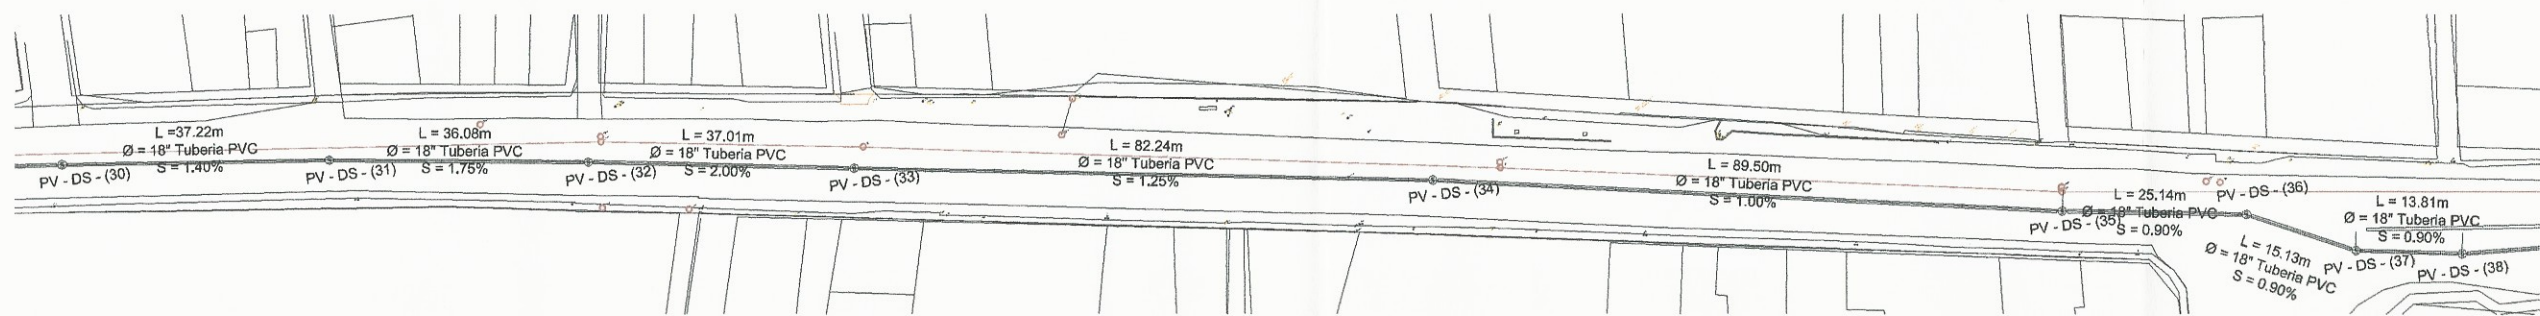 L =37.22m
Ø = 18" Tuberia PVC
S = 1.40%
PV - DS - (30)
L = 36.08m
Ø = 18" Tuberia PVC
S = 1.75%
PV - DS - (31)
L = 37.01m
Ø = 18" Tuberia PVC
S = 2.00%
PV - DS - (32)
PV - DS - (33)
L = 82.24m
Ø = 18" Tuberia PVC
S = 1.25%
PV - DS - (34)
L = 89.50m
Ø = 18" Tuberia PVC
S = 1.00%
PV - DS - (35)
L = 25.14m
Ø = 18" Tuberia PVC
S = 0.90%
PV - DS - (36)
L = 15.13m
Ø = 18" Tuberia PVC
S = 0.90%
L = 13.81m
Ø = 18" Tuberia PVC
S = 0.90%
PV - DS - (37)
PV - DS - (38)